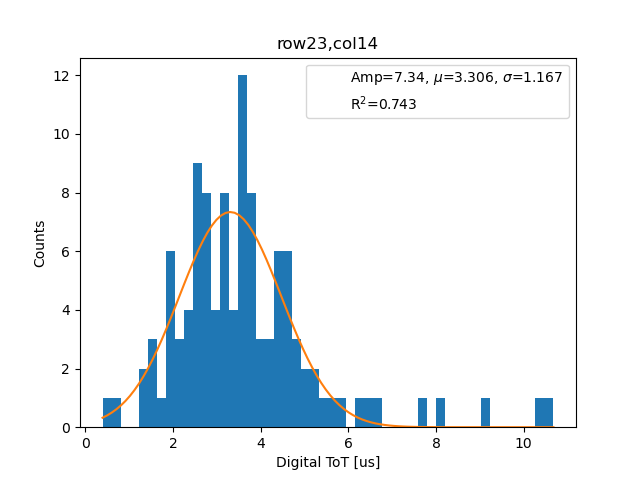 row23,col14
Amp=7.34, μ=3.306, σ=1.167
R²=0.743
12
10
8
6
4
2
0
Counts
0 2 4 6 8 10
Digital ToT [us]